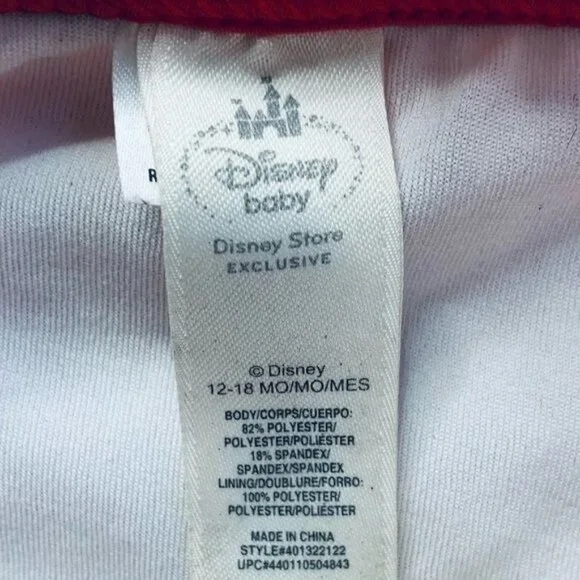 R
Disney
baby
Disney Store
EXCLUSIVE
© Disney
12-18 MO/MO/MES
BODY/CORPS/CUERPO:
82% POLYESTER/
POLYESTER/POLIÉSTER
18% SPANDEX/
SPANDEX/SPANDEX
LINING/DOUBLURE/FORRO:
100% POLYESTER/
POLYESTER/POLIÉSTER
MADE IN CHINA
STYLE#401322122
UPC#440110504843